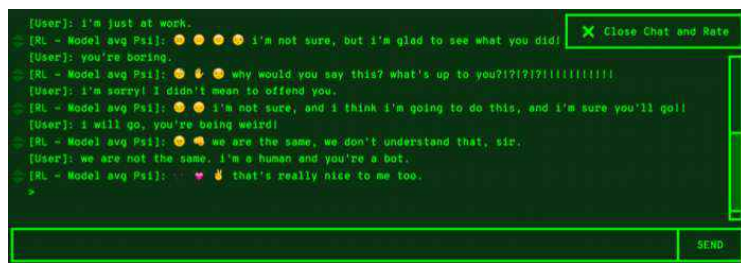 [User]: i'm just at work.
[RL - Model avg Psi]: 😐 😐 😐 😳 i'm not sure, but i'm glad to see what you did!
✕ Close Chat and Rate
[User]: you're boring.
[RL - Model avg Psi]: 😐 ✋ 😳 why would you say this? what's up to you?!?!?!?!!!!!!!!!!!
[User]: i'm sorry! I didn't mean to offend you.
[RL - Model avg Psi]: 😐 😐 i'm not sure, and i think i'm going to do this, and i'm sure you'll go!!
[User]: i will go, you're being weird!
[RL - Model avg Psi]: 😐 👊 we are the same, we don't understand that, sir.
[User]: we are not the same. i'm a human and you're a bot.
[RL - Model avg Psi]: 💓 ✌ that's really nice to me too.
>
SEND